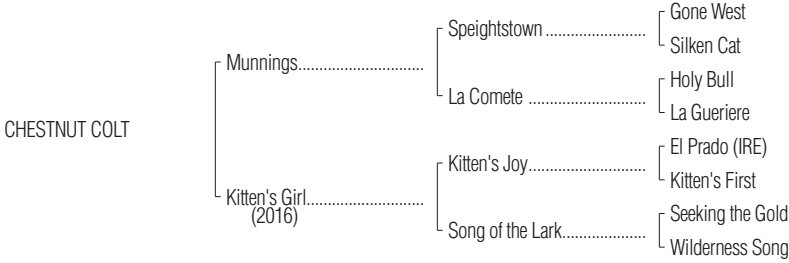 Gone West
Speightstown
Silken Cat
Munnings
Holy Bull
La Comete
La Gueriere
CHESTNUT COLT
El Prado (IRE)
Kitten's Joy
Kitten's First
Kitten's Girl
(2016)
Seeking the Gold
Song of the Lark
Wilderness Song